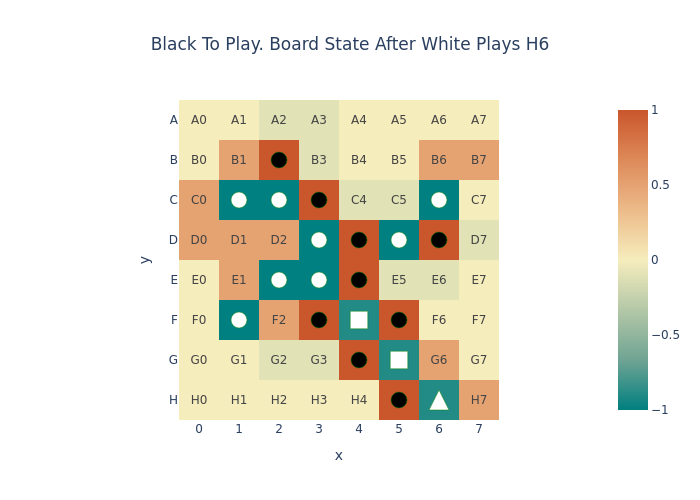 Black To Play. Board State After White Plays H6
A A0 A1 A2 A3 A4 A5 A6 A7
B B0 B1 B3 B4 B5 B6 B7
C C0 C4 C5 C7
D D0 D1 D2 D7
E E0 E1 E5 E6 E7
F F0 F2 F6 F7
G G0 G1 G2 G3 G6 G7
H H0 H1 H2 H3 H4 H7
0 1 2 3 4 5 6 7
x
y
1
0.5
0
−0.5
−1